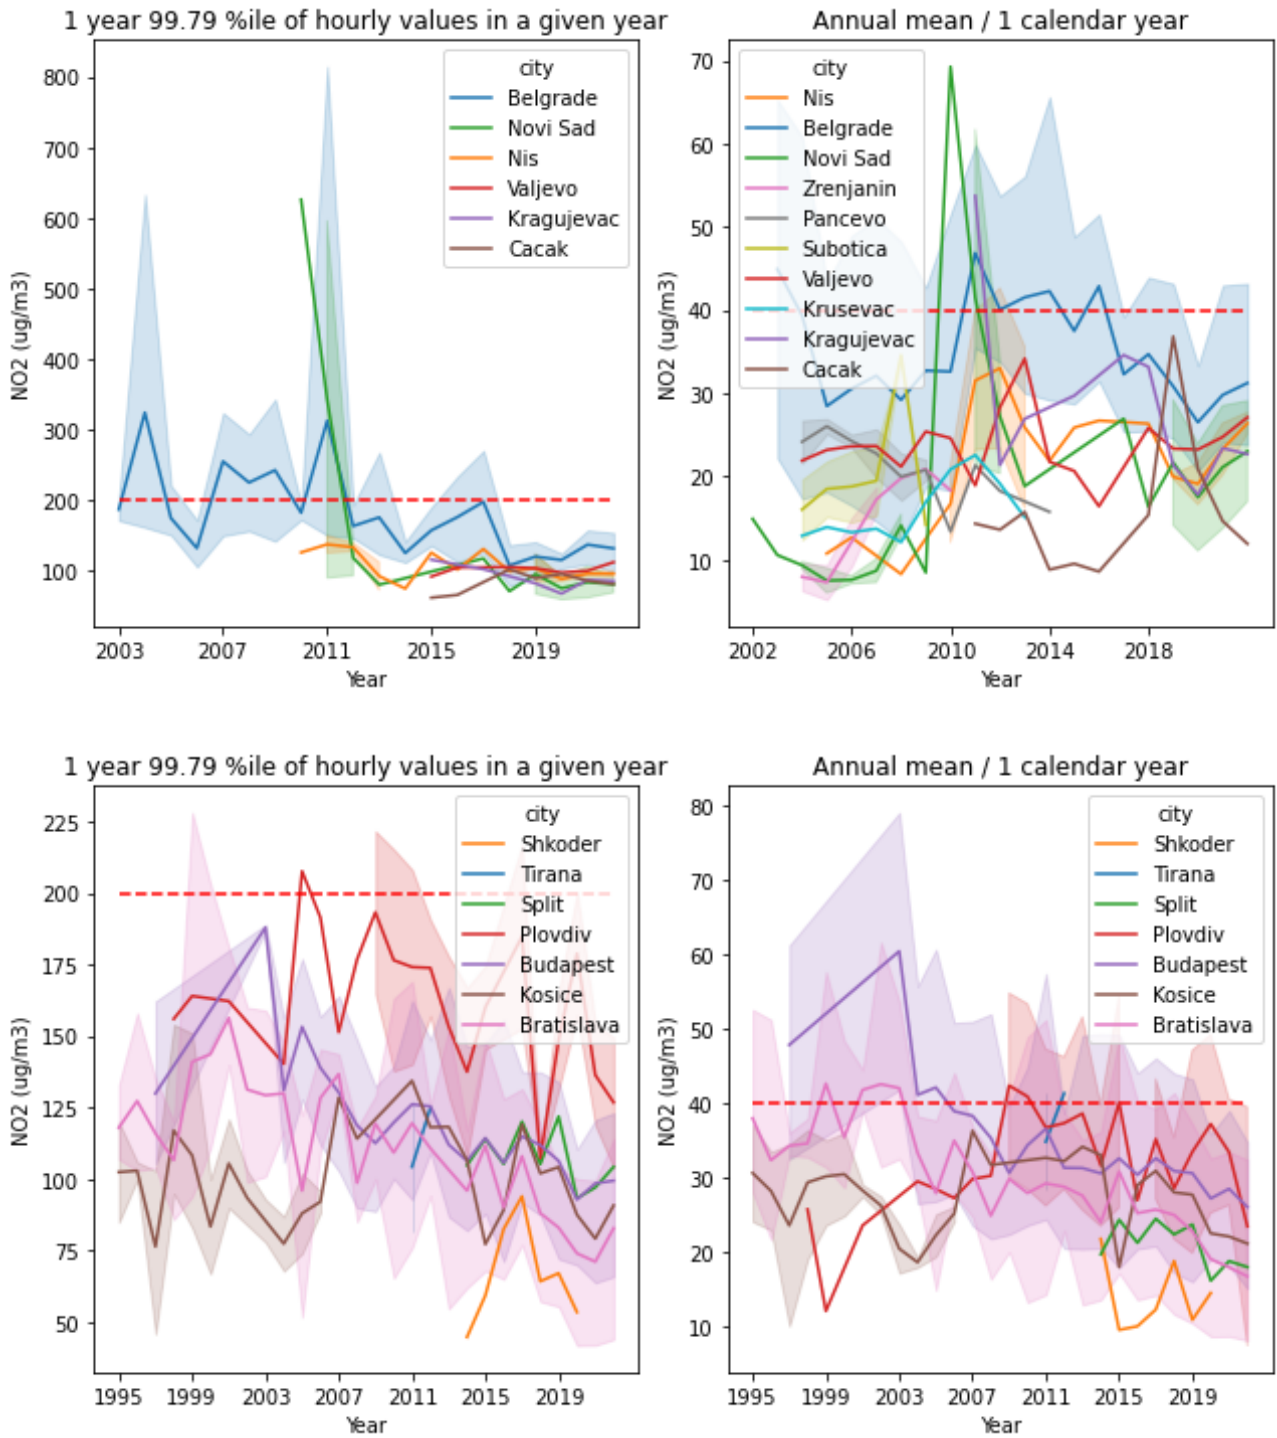 1 year 99.79 %ile of hourly values in a given year
NO2 (ug/m3)
800
700
600
500
400
300
200
100
city
Belgrade
Novi Sad
Nis
Valjevo
Kragujevac
Cacak
2003 2007 2011 2015 2019
Year
Annual mean / 1 calendar year
NO2 (ug/m3)
70
60
50
40
30
20
10
city
Nis
Belgrade
Novi Sad
Zrenjanin
Pancevo
Subotica
Valjevo
Krusevac
Kragujevac
Cacak
2002 2006 2010 2014 2018
Year
1 year 99.79 %ile of hourly values in a given year
NO2 (ug/m3)
225
200
175
150
125
100
75
50
city
Shkoder
Tirana
Split
Plovdiv
Budapest
Kosice
Bratislava
1995 1999 2003 2007 2011 2015 2019
Year
Annual mean / 1 calendar year
NO2 (ug/m3)
80
70
60
50
40
30
20
10
city
Shkoder
Tirana
Split
Plovdiv
Budapest
Kosice
Bratislava
1995 1999 2003 2007 2011 2015 2019
Year